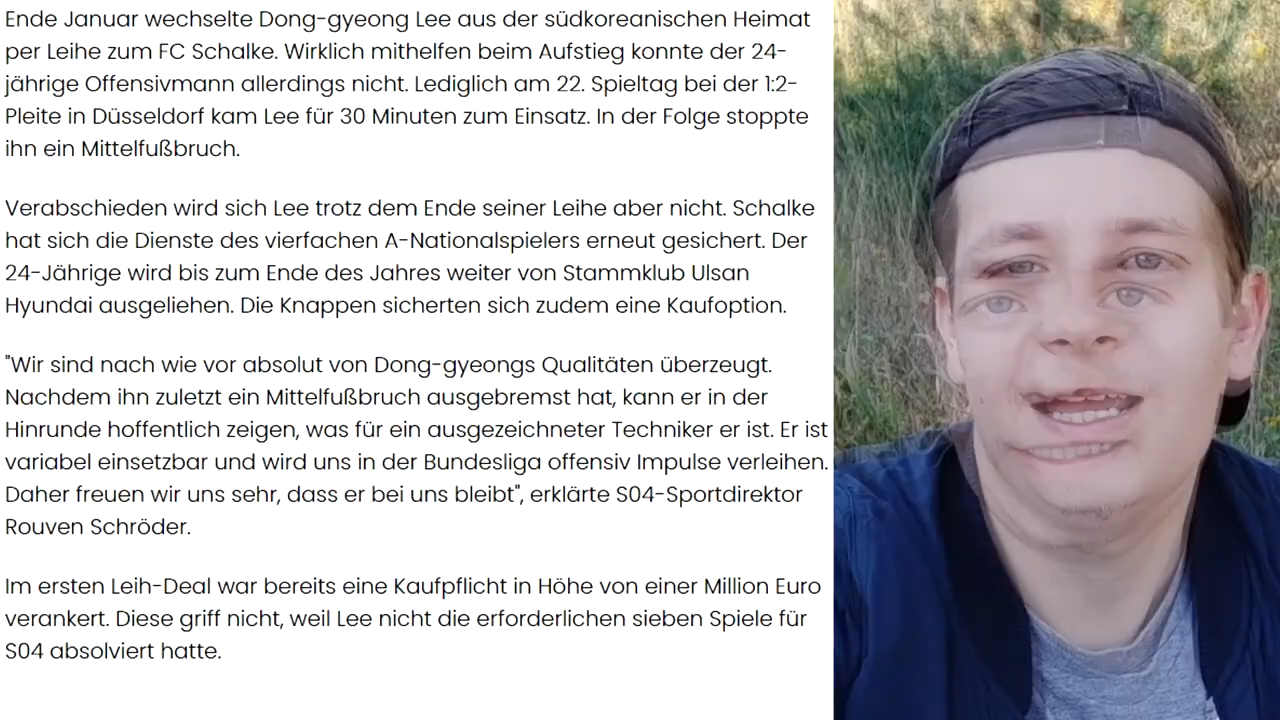 Ende Januar wechselte Dong-gyeong Lee aus der südkoreanischen Heimat
per Leihe zum FC Schalke. Wirklich mithelfen beim Aufstieg konnte der 24-
jährige Offensivmann allerdings nicht. Lediglich am 22. Spieltag bei der 1:2-
Pleite in Düsseldorf kam Lee für 30 Minuten zum Einsatz. In der Folge stoppte
ihn ein Mittelfußbruch.
Verabschieden wird sich Lee trotz dem Ende seiner Leihe aber nicht. Schalke
hat sich die Dienste des vierfachen A-Nationalspielers erneut gesichert. Der
24-Jährige wird bis zum Ende des Jahres weiter von Stammklub Ulsan
Hyundai ausgeliehen. Die Knappen sicherten sich zudem eine Kaufoption.
"Wir sind nach wie vor absolut von Dong-gyeongs Qualitäten überzeugt.
Nachdem ihn zuletzt ein Mittelfußbruch ausgebremst hat, kann er in der
Hinrunde hoffentlich zeigen, was für ein ausgezeichneter Techniker er ist. Er ist
variabel einsetzbar und wird uns in der Bundesliga offensiv Impulse verleihen.
Daher freuen wir uns sehr, dass er bei uns bleibt", erklärte S04-Sportdirektor
Rouven Schröder.
Im ersten Leih-Deal war bereits eine Kaufpflicht in Höhe von einer Million Euro
verankert. Diese griff nicht, weil Lee nicht die erforderlichen sieben Spiele für
S04 absolviert hatte.